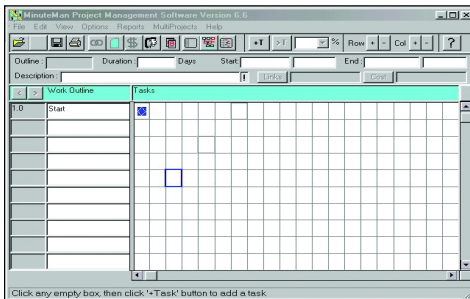 MinuteMan Project Management Software Version 6.6
File Edit View Options Reports MultiProjects Help
+T >T % Row + - Col + - ?
Outline : Duration : Days Start: End :
Description : Links Cost
< > Work Outline Tasks
1.0 Start
Click any empty box, then click '+Task' button to add a task